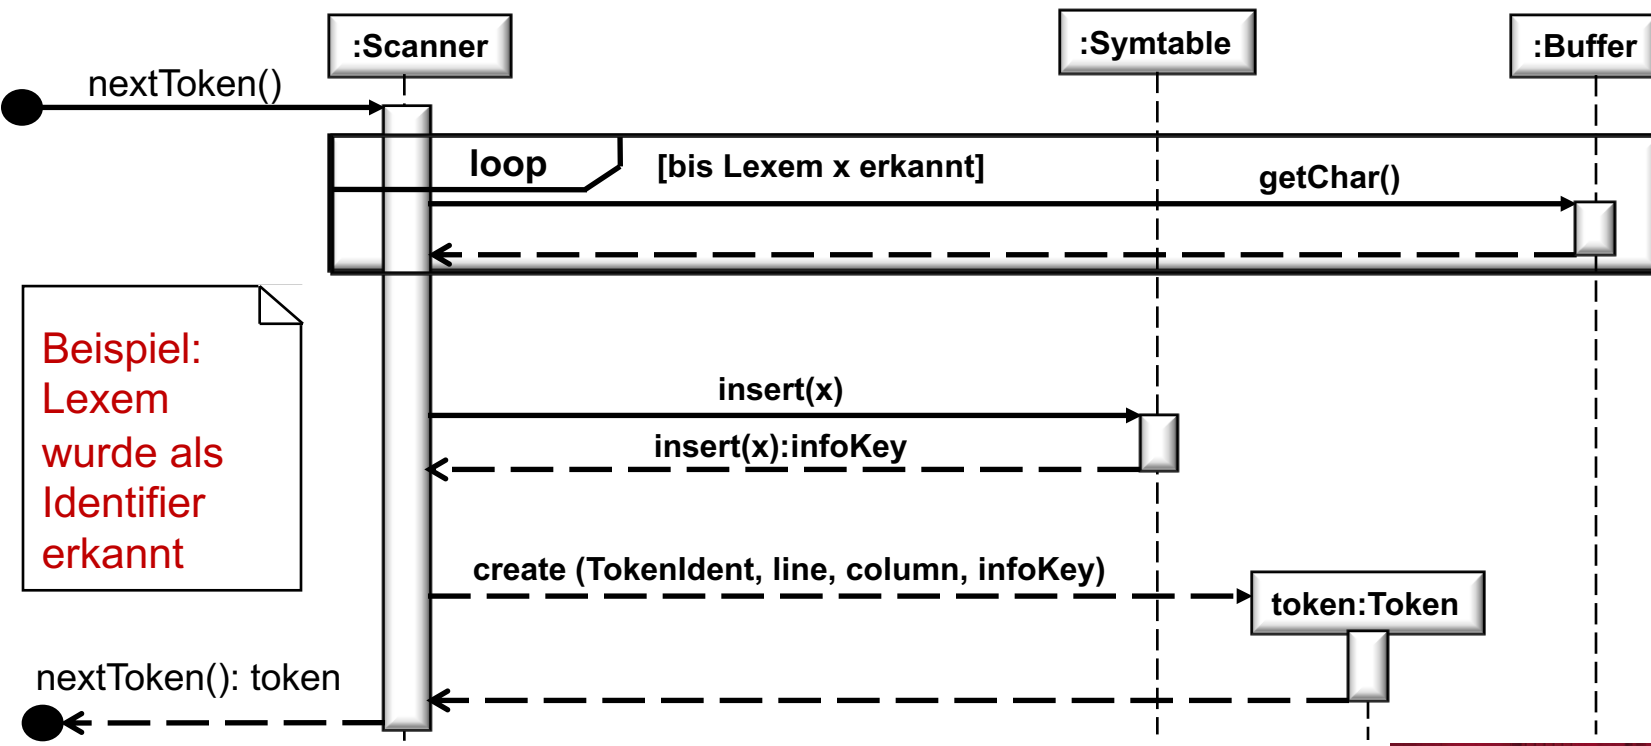 :Scanner
:Symtable
:Buffer
nextToken()
loop
[bis Lexem x erkannt]
getChar()
Beispiel:
Lexem
wurde als
Identifier
erkannt
insert(x)
insert(x):infoKey
create (TokenIdent, line, column, infoKey)
token:Token
nextToken(): token